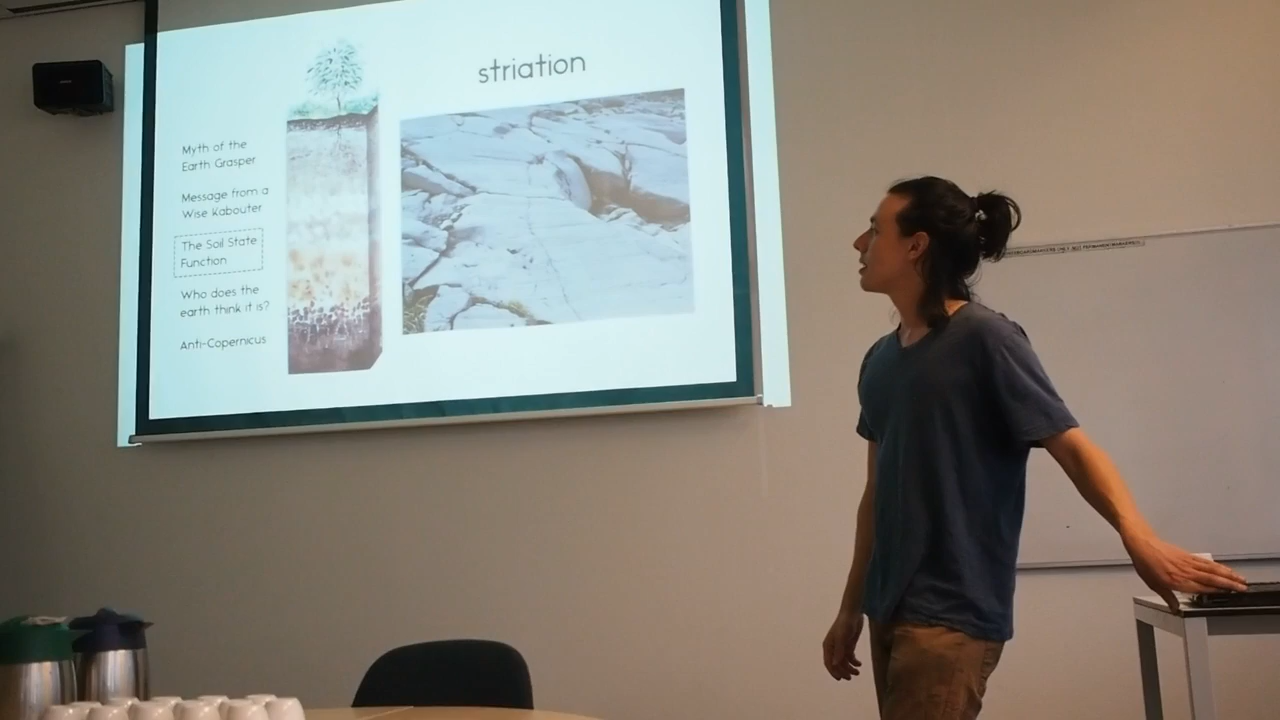 striation
Myth of the
Earth Grasper
Message from a
Wise Kabouter
The Soil State
Function
Who does the
earth think it is?
Anti-Copernicus